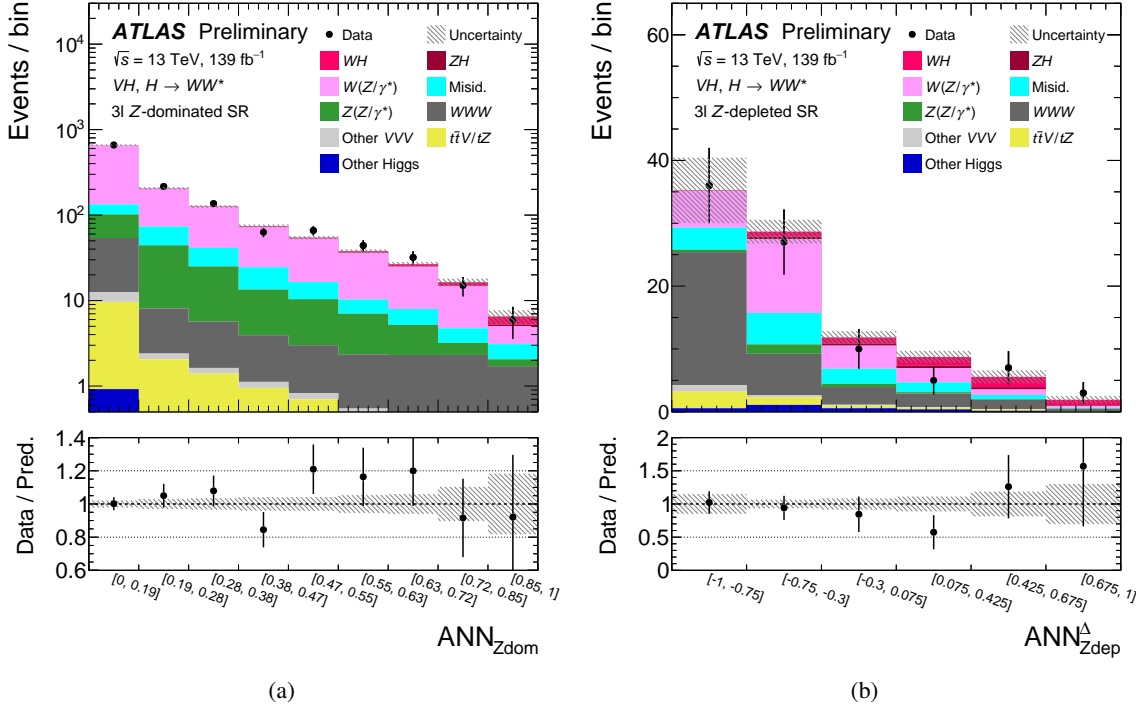 ATLAS Preliminary
√s = 13 TeV, 139 fb⁻¹
VH, H → WW*
3l Z-dominated SR
Data
Uncertainty
WH
ZH
W(Z/γ*)
Misid.
Z(Z/γ*)
WWW
Other VVV
tt̄V/tZ
Other Higgs
Events / bin
10⁴
10³
10²
10
1
Data / Pred.
1.4
1.2
1
0.8
0.6
[0, 0.19]
[0.19, 0.28]
[0.28, 0.38]
[0.38, 0.47]
[0.47, 0.55]
[0.55, 0.63]
[0.63, 0.72]
[0.72, 0.85]
[0.85, 1]
ANN_Zdom
(a)
ATLAS Preliminary
√s = 13 TeV, 139 fb⁻¹
VH, H → WW*
3l Z-depleted SR
Data
Uncertainty
WH
ZH
W(Z/γ*)
Misid.
Z(Z/γ*)
WWW
Other VVV
tt̄V/tZ
Other Higgs
Events / bin
60
40
20
0
Data / Pred.
2
1.5
1
0.5
0
[-1, -0.75]
[-0.75, -0.3]
[-0.3, 0.075]
[0.075, 0.425]
[0.425, 0.675]
[0.675, 1]
ANN^Δ_Zdep
(b)